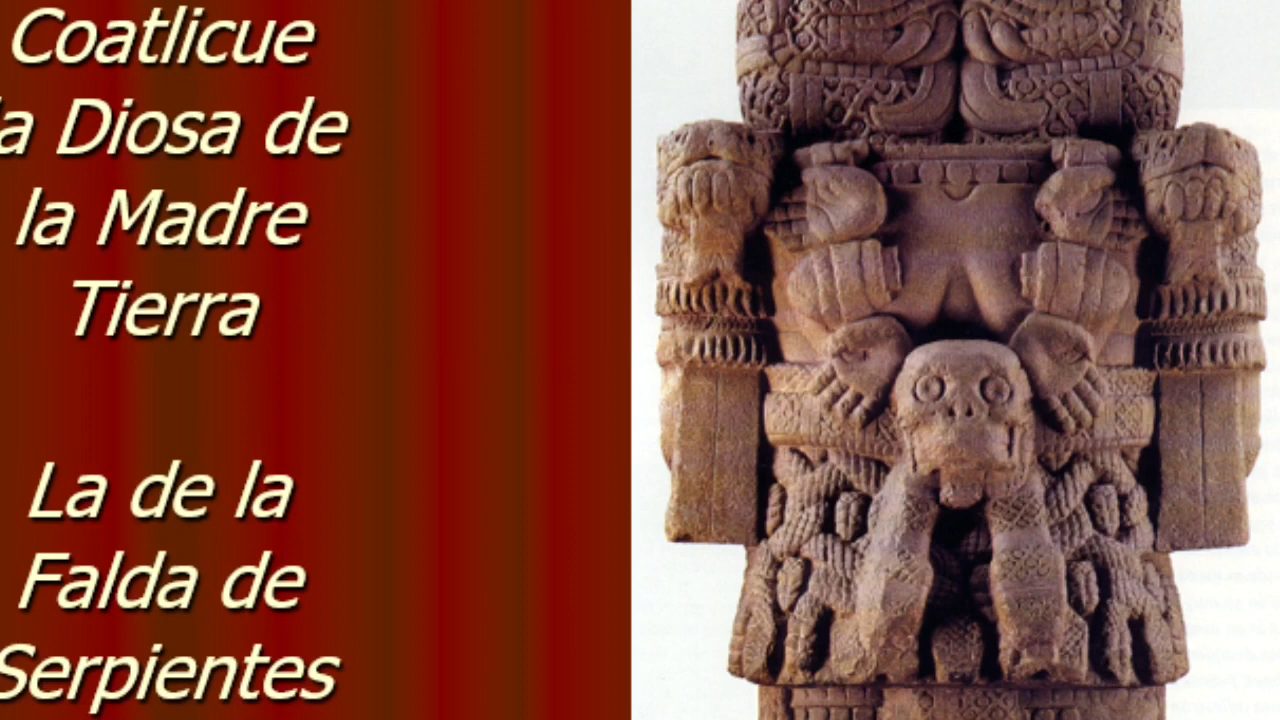 Coatlicue
la Diosa de
la Madre
Tierra
La de la
Falda de
Serpientes